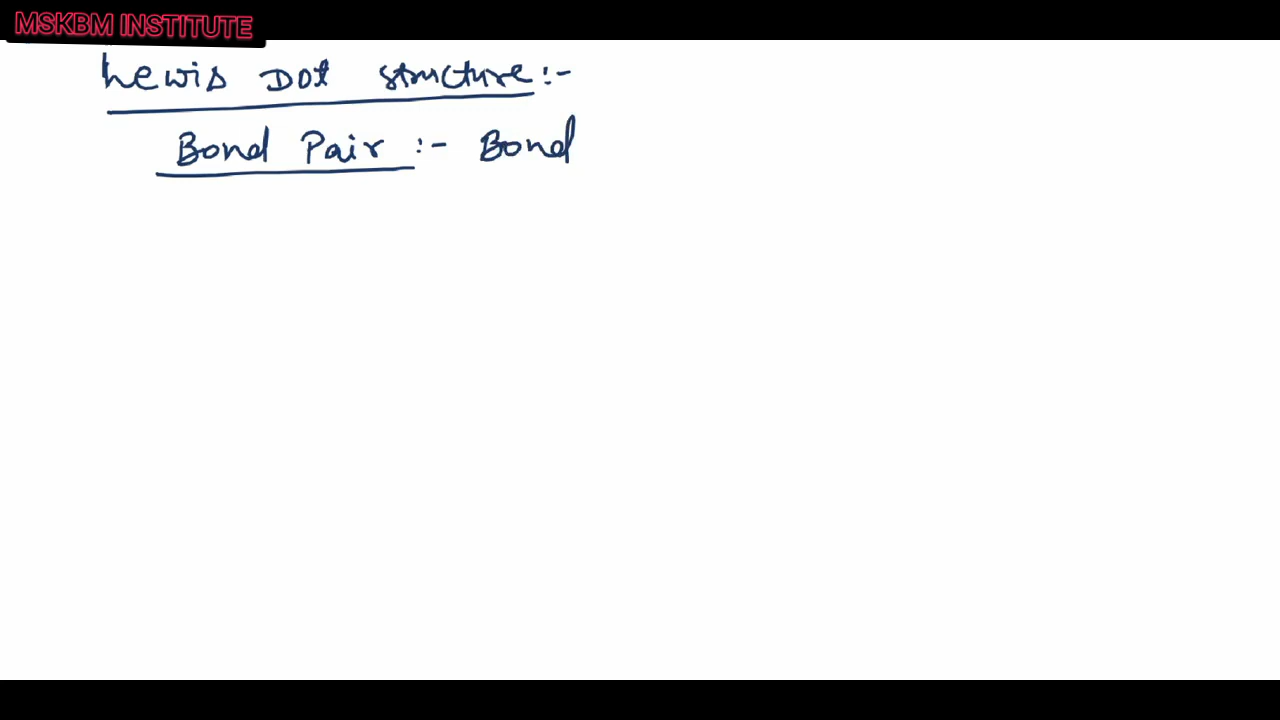 MSKBM INSTITUTE
Lewis Dot structure :-
Bond Pair :- Bond